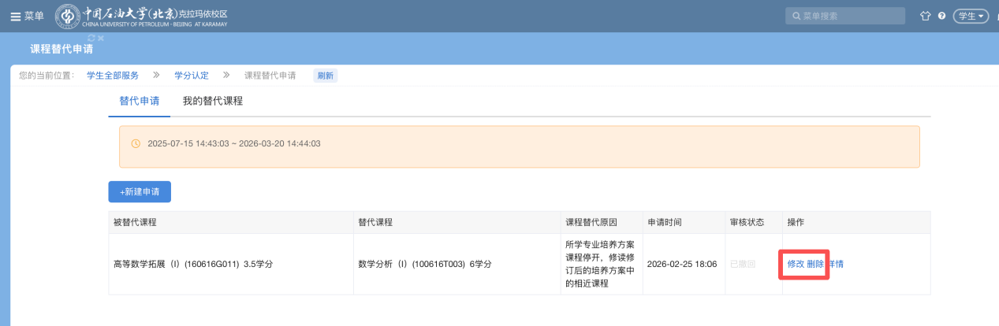 菜单
中国石油大学(北京)克拉玛依校区
CHINA UNIVERSITY OF PETROLEUM - BEIJING AT KARAMAY
菜单搜索
学生
课程替代申请
您的当前位置: 学生全部服务 » 学分认定 » 课程替代申请 刷新
替代申请 我的替代课程
2025-07-15 14:43:03 ~ 2026-03-20 14:44:03
+新建申请
被替代课程 替代课程 课程替代原因 申请时间 审核状态 操作
高等数学拓展（I）(160616G011) 3.5学分
数学分析（I）(100616T003) 6学分
所学专业培养方案
课程停开，修读修
订后的培养方案中
的相近课程
2026-02-25 18:06
已撤回
修改 删除 详情